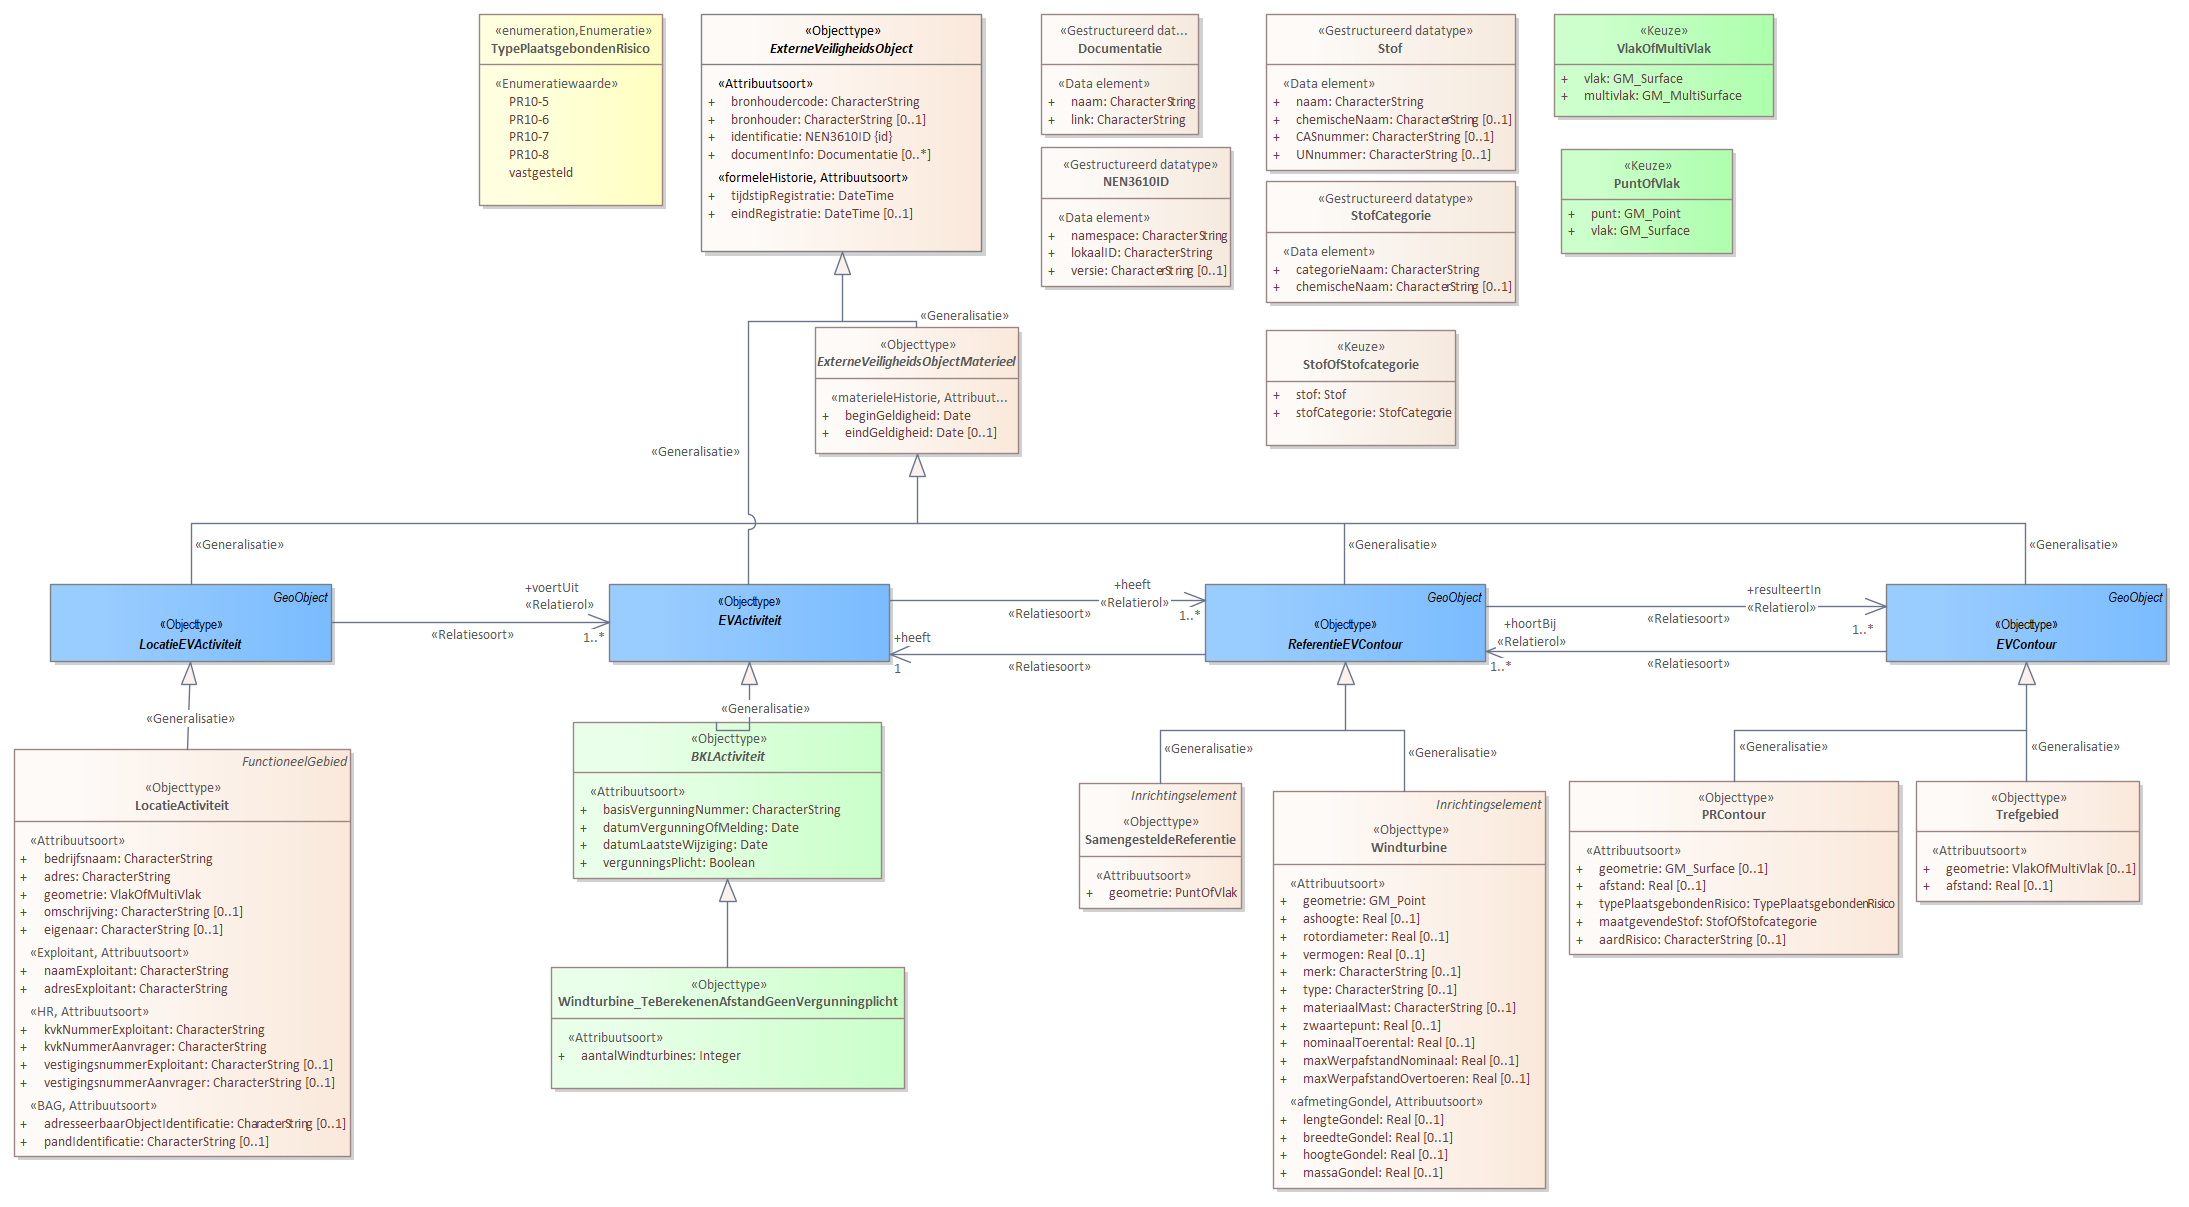 «enumeration,Enumeratie»
TypePlaatsgebondenRisico
«Enumeratiewaarde»
PR10-5
PR10-6
PR10-7
PR10-8
vastgesteld
«Objecttype»
ExterneVeiligheidsObject
«Attribuutsoort»
+ bronhoudercode: CharacterString
+ bronhouder: CharacterString [0..1]
+ identificatie: NEN3610ID {id}
+ documentInfo: Documentatie [0..*]
«formeleHistorie, Attribuutsoort»
+ tijdstipRegistratie: DateTime
+ eindRegistratie: DateTime [0..1]
«Gestructureerd dat...
Documentatie
«Data element»
+ naam: CharacterString
+ link: CharacterString
«Gestructureerd datatype»
NEN3610ID
«Data element»
+ namespace: CharacterString
+ lokaalID: CharacterString
+ versie: CharacterString [0..1]
«Gestructureerd datatype»
Stof
«Data element»
+ naam: CharacterString
+ chemischeNaam: CharacterString [0..1]
+ CASnummer: CharacterString [0..1]
+ UNnummer: CharacterString [0..1]
«Gestructureerd datatype»
StofCategorie
«Data element»
+ categorieNaam: CharacterString
+ chemischeNaam: CharacterString [0..1]
«Keuze»
StofOfStofcategorie
+ stof: Stof
+ stofCategorie: StofCategorie
«Keuze»
VlakOfMultiVlak
+ vlak: GM_Surface
+ multivlak: GM_MultiSurface
«Keuze»
PuntOfVlak
+ punt: GM_Point
+ vlak: GM_Surface
«Generalisatie»
«Objecttype»
ExterneVeiligheidsObjectMaterieel
«materieleHistorie, Attribuut...
+ beginGeldigheid: Date
+ eindGeldigheid: Date [0..1]
«Generalisatie»
«Generalisatie»
«Generalisatie»
«Generalisatie»
GeoObject
«Objecttype»
LocatieEVActiviteit
+voertUit
«Relatierol»
1..*
«Relatiesoort»
«Objecttype»
EVActiviteit
+heeft
«Relatierol»
1..*
«Relatiesoort»
+heeft
1
«Relatiesoort»
GeoObject
«Objecttype»
ReferentieEVContour
+resulteertIn
«Relatierol»
1..*
«Relatiesoort»
+hoortBij
«Relatierol»
1..*
«Relatiesoort»
GeoObject
«Objecttype»
EVContour
«Generalisatie»
FunctioneelGebied
«Objecttype»
LocatieActiviteit
«Attribuutsoort»
+ bedrijfsnaam: CharacterString
+ adres: CharacterString
+ geometrie: VlakOfMultiVlak
+ omschrijving: CharacterString [0..1]
+ eigenaar: CharacterString [0..1]
«Exploitant, Attribuutsoort»
+ naamExploitant: CharacterString
+ adresExploitant: CharacterString
«HR, Attribuutsoort»
+ kvkNummerExploitant: CharacterString
+ kvkNummerAanvrager: CharacterString
+ vestigingsnummerExploitant: CharacterString [0..1]
+ vestigingsnummerAanvrager: CharacterString [0..1]
«BAG, Attribuutsoort»
+ adresseerbaarObjectIdentificatie: CharacterString [0..1]
+ pandIdentificatie: CharacterString [0..1]
«Generalisatie»
«Objecttype»
BKLActiviteit
«Attribuutsoort»
+ basisVergunningNummer: CharacterString
+ datumVergunningOfMelding: Date
+ datumLaatsteWijziging: Date
+ vergunningsPlicht: Boolean
«Objecttype»
Windturbine_TeBerekenenAfstandGeenVergunningplicht
«Attribuutsoort»
+ aantalWindturbines: Integer
«Generalisatie»
«Generalisatie»
Inrichtingselement
«Objecttype»
SamengesteldeReferentie
«Attribuutsoort»
+ geometrie: PuntOfVlak
Inrichtingselement
«Objecttype»
Windturbine
«Attribuutsoort»
+ geometrie: GM_Point
+ ashoogte: Real [0..1]
+ rotordiameter: Real [0..1]
+ vermogen: Real [0..1]
+ merk: CharacterString [0..1]
+ type: CharacterString [0..1]
+ materiaalMast: CharacterString [0..1]
+ zwaartepunt: Real [0..1]
+ nominaalToerental: Real [0..1]
+ maxWerpafstandNominaal: Real [0..1]
+ maxWerpafstandOvertoeren: Real [0..1]
«afmetingGondel, Attribuutsoort»
+ lengteGondel: Real [0..1]
+ breedteGondel: Real [0..1]
+ hoogteGondel: Real [0..1]
+ massaGondel: Real [0..1]
«Generalisatie»
«Generalisatie»
«Objecttype»
PRContour
«Attribuutsoort»
+ geometrie: GM_Surface [0..1]
+ afstand: Real [0..1]
+ typePlaatsgebondenRisico: TypePlaatsgebondenRisico
+ maatgevendeStof: StofOfStofcategorie
+ aardRisico: CharacterString [0..1]
«Objecttype»
Trefgebied
«Attribuutsoort»
+ geometrie: VlakOfMultiVlak [0..1]
+ afstand: Real [0..1]